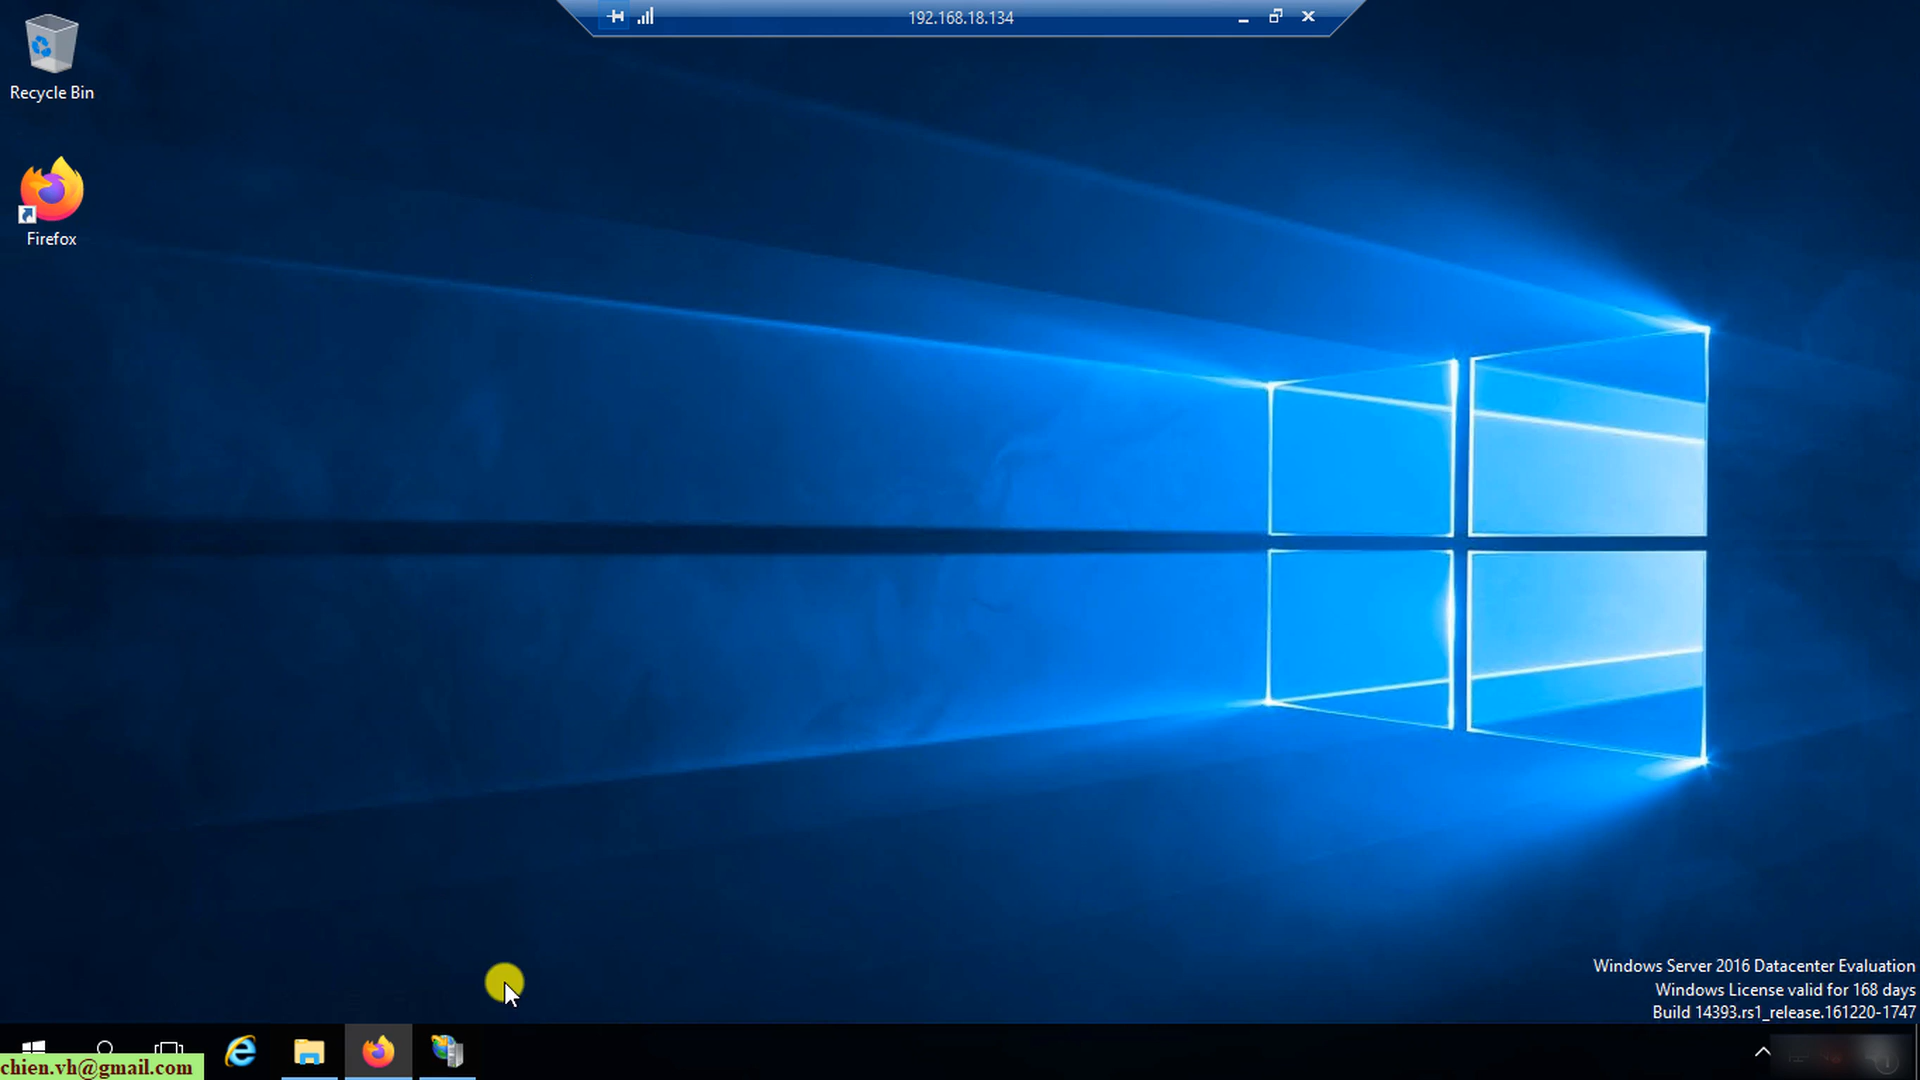 192.168.18.134
Recycle Bin
Firefox
Windows Server 2016 Datacenter Evaluation
Windows License valid for 168 days
Build 14393.rs1_release.161220-1747
chien.vh@gmail.com